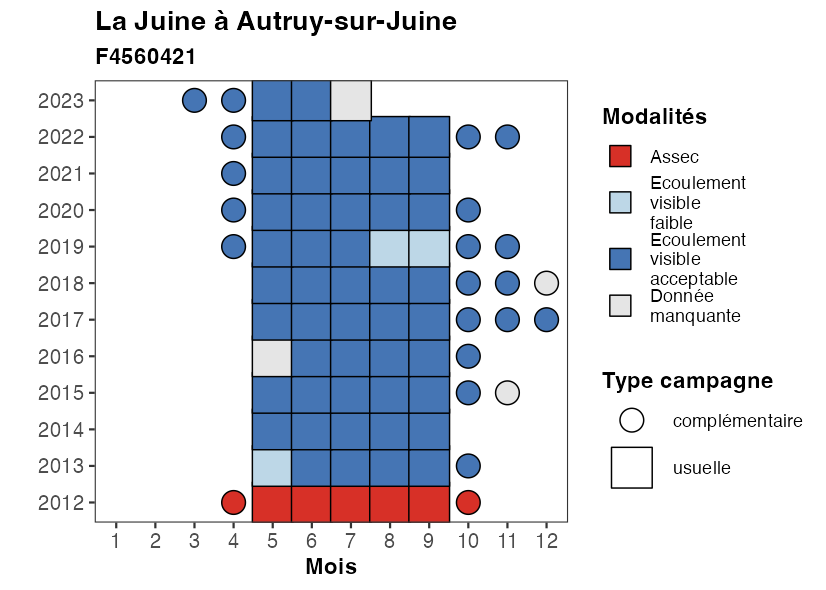 La Juine à Autruy-sur-Juine
F4560421
2023
2022
2021
2020
2019
2018
2017
2016
2015
2014
2013
2012
1 2 3 4 5 6 7 8 9 10 11 12
Mois
Modalités
Assec
Ecoulement
visible
faible
Ecoulement
visible
acceptable
Donnée
manquante
Type campagne
complémentaire
usuelle